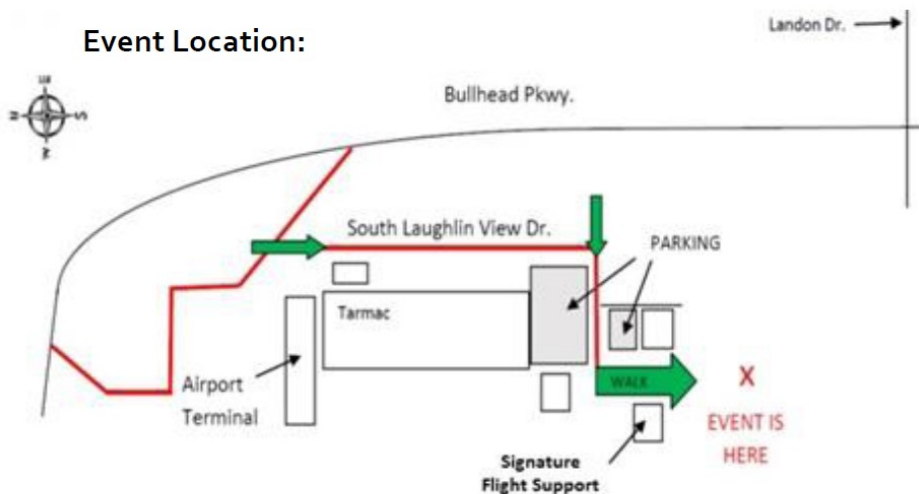 Event Location:
Landon Dr.
Bullhead Pkwy.
N
S
W
South Laughlin View Dr.
PARKING
Tarmac
Airport
Terminal
WALK
X
EVENT IS
HERE
Signature
Flight Support